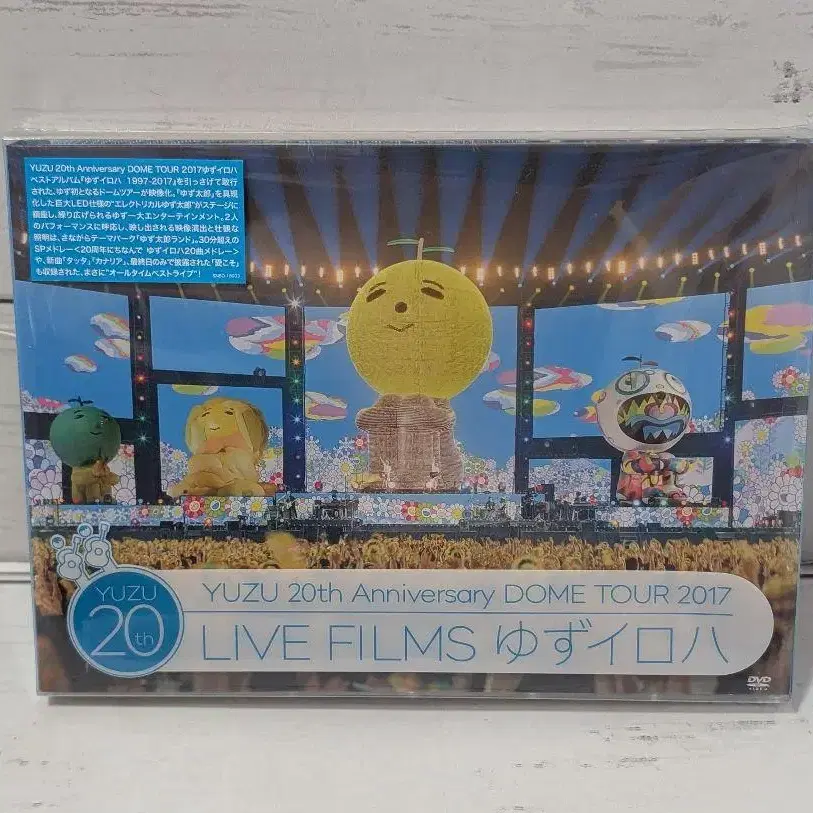 YUZU 20th Anniversary DOME TOUR 2017ゆずイロハ
ベストアルバム『ゆずイロハ 1997-2017』を引っさげて敢行
された、ゆず初となるドームツアーが映像化。『ゆず太郎』を具現
化した巨大LED仕様の"エレクトリカルゆず太郎"がステージに
鎮座し、繰り広げられるゆず一大エンターテインメント。2人
のパフォーマンスに呼応し、映し出される映像演出と壮観な
照明は、さながらテーマパーク「ゆず太郎ランド」。30分超えの
SPメドレー<20周年にちなんで ゆずイロハ20曲メドレー>
や、新曲「タッタ」「カナリア」、最終日のみで披露された「愛こそ」
も収録された、まさに"オールタイムベストライブ"!
YUZU
20th
YUZU 20th Anniversary DOME TOUR 2017
LIVE FILMS ゆずイロハ
DVD
VIDEO